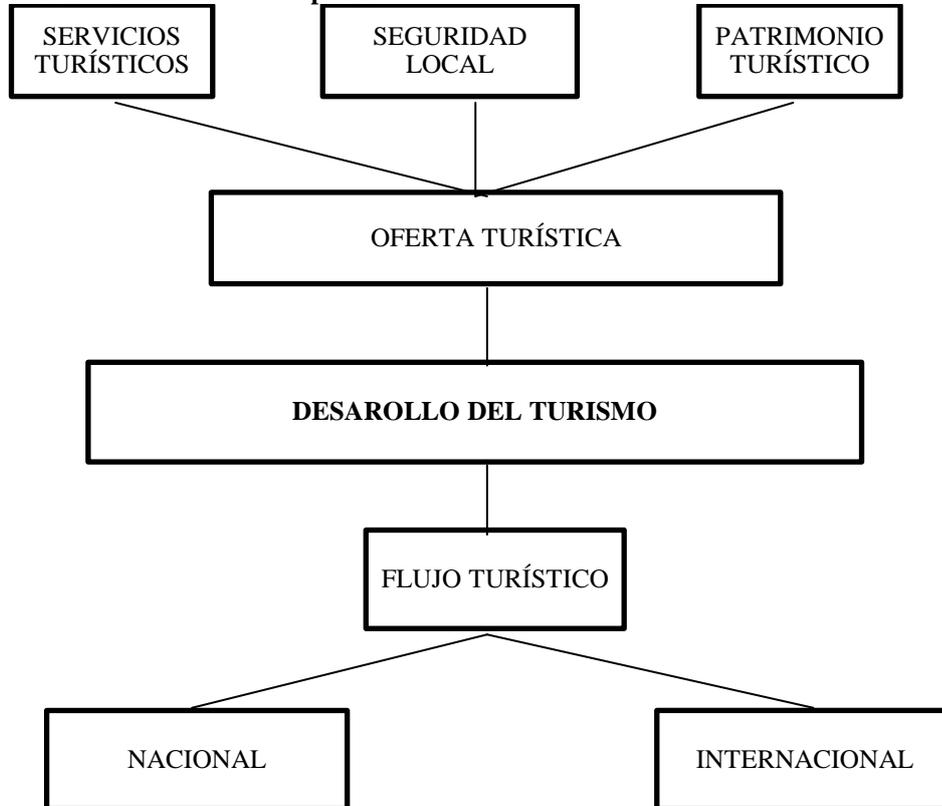 SERVICIOS
TURÍSTICOS
SEGURIDAD
LOCAL
PATRIMONIO
TURÍSTICO
OFERTA TURÍSTICA
DESAROLLO DEL TURISMO
FLUJO TURÍSTICO
NACIONAL
INTERNACIONAL